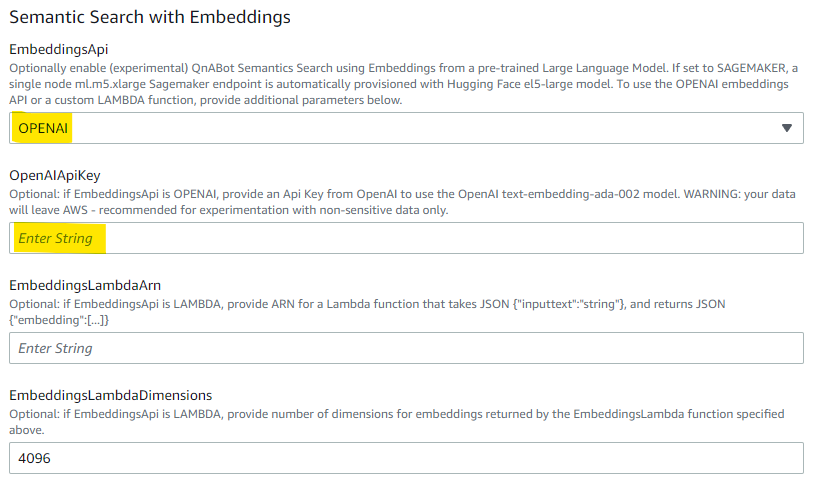 Semantic Search with Embeddings
EmbeddingsApi
Optionally enable (experimental) QnABot Semantics Search using Embeddings from a pre-trained Large Language Model. If set to SAGEMAKER, a
single node ml.m5.xlarge Sagemaker endpoint is automatically provisioned with Hugging Face el5-large model. To use the OPENAI embeddings
API or a custom LAMBDA function, provide additional parameters below.
OPENAI
OpenAIApiKey
Optional: if EmbeddingsApi is OPENAI, provide an Api Key from OpenAI to use the OpenAI text-embedding-ada-002 model. WARNING: your data
will leave AWS - recommended for experimentation with non-sensitive data only.
Enter String
EmbeddingsLambdaArn
Optional: if EmbeddingsApi is LAMBDA, provide ARN for a Lambda function that takes JSON {"inputtext":"string"}, and returns JSON
{"embedding":[...]}
Enter String
EmbeddingsLambdaDimensions
Optional: if EmbeddingsApi is LAMBDA, provide number of dimensions for embeddings returned by the EmbeddingsLambda function specified
above.
4096